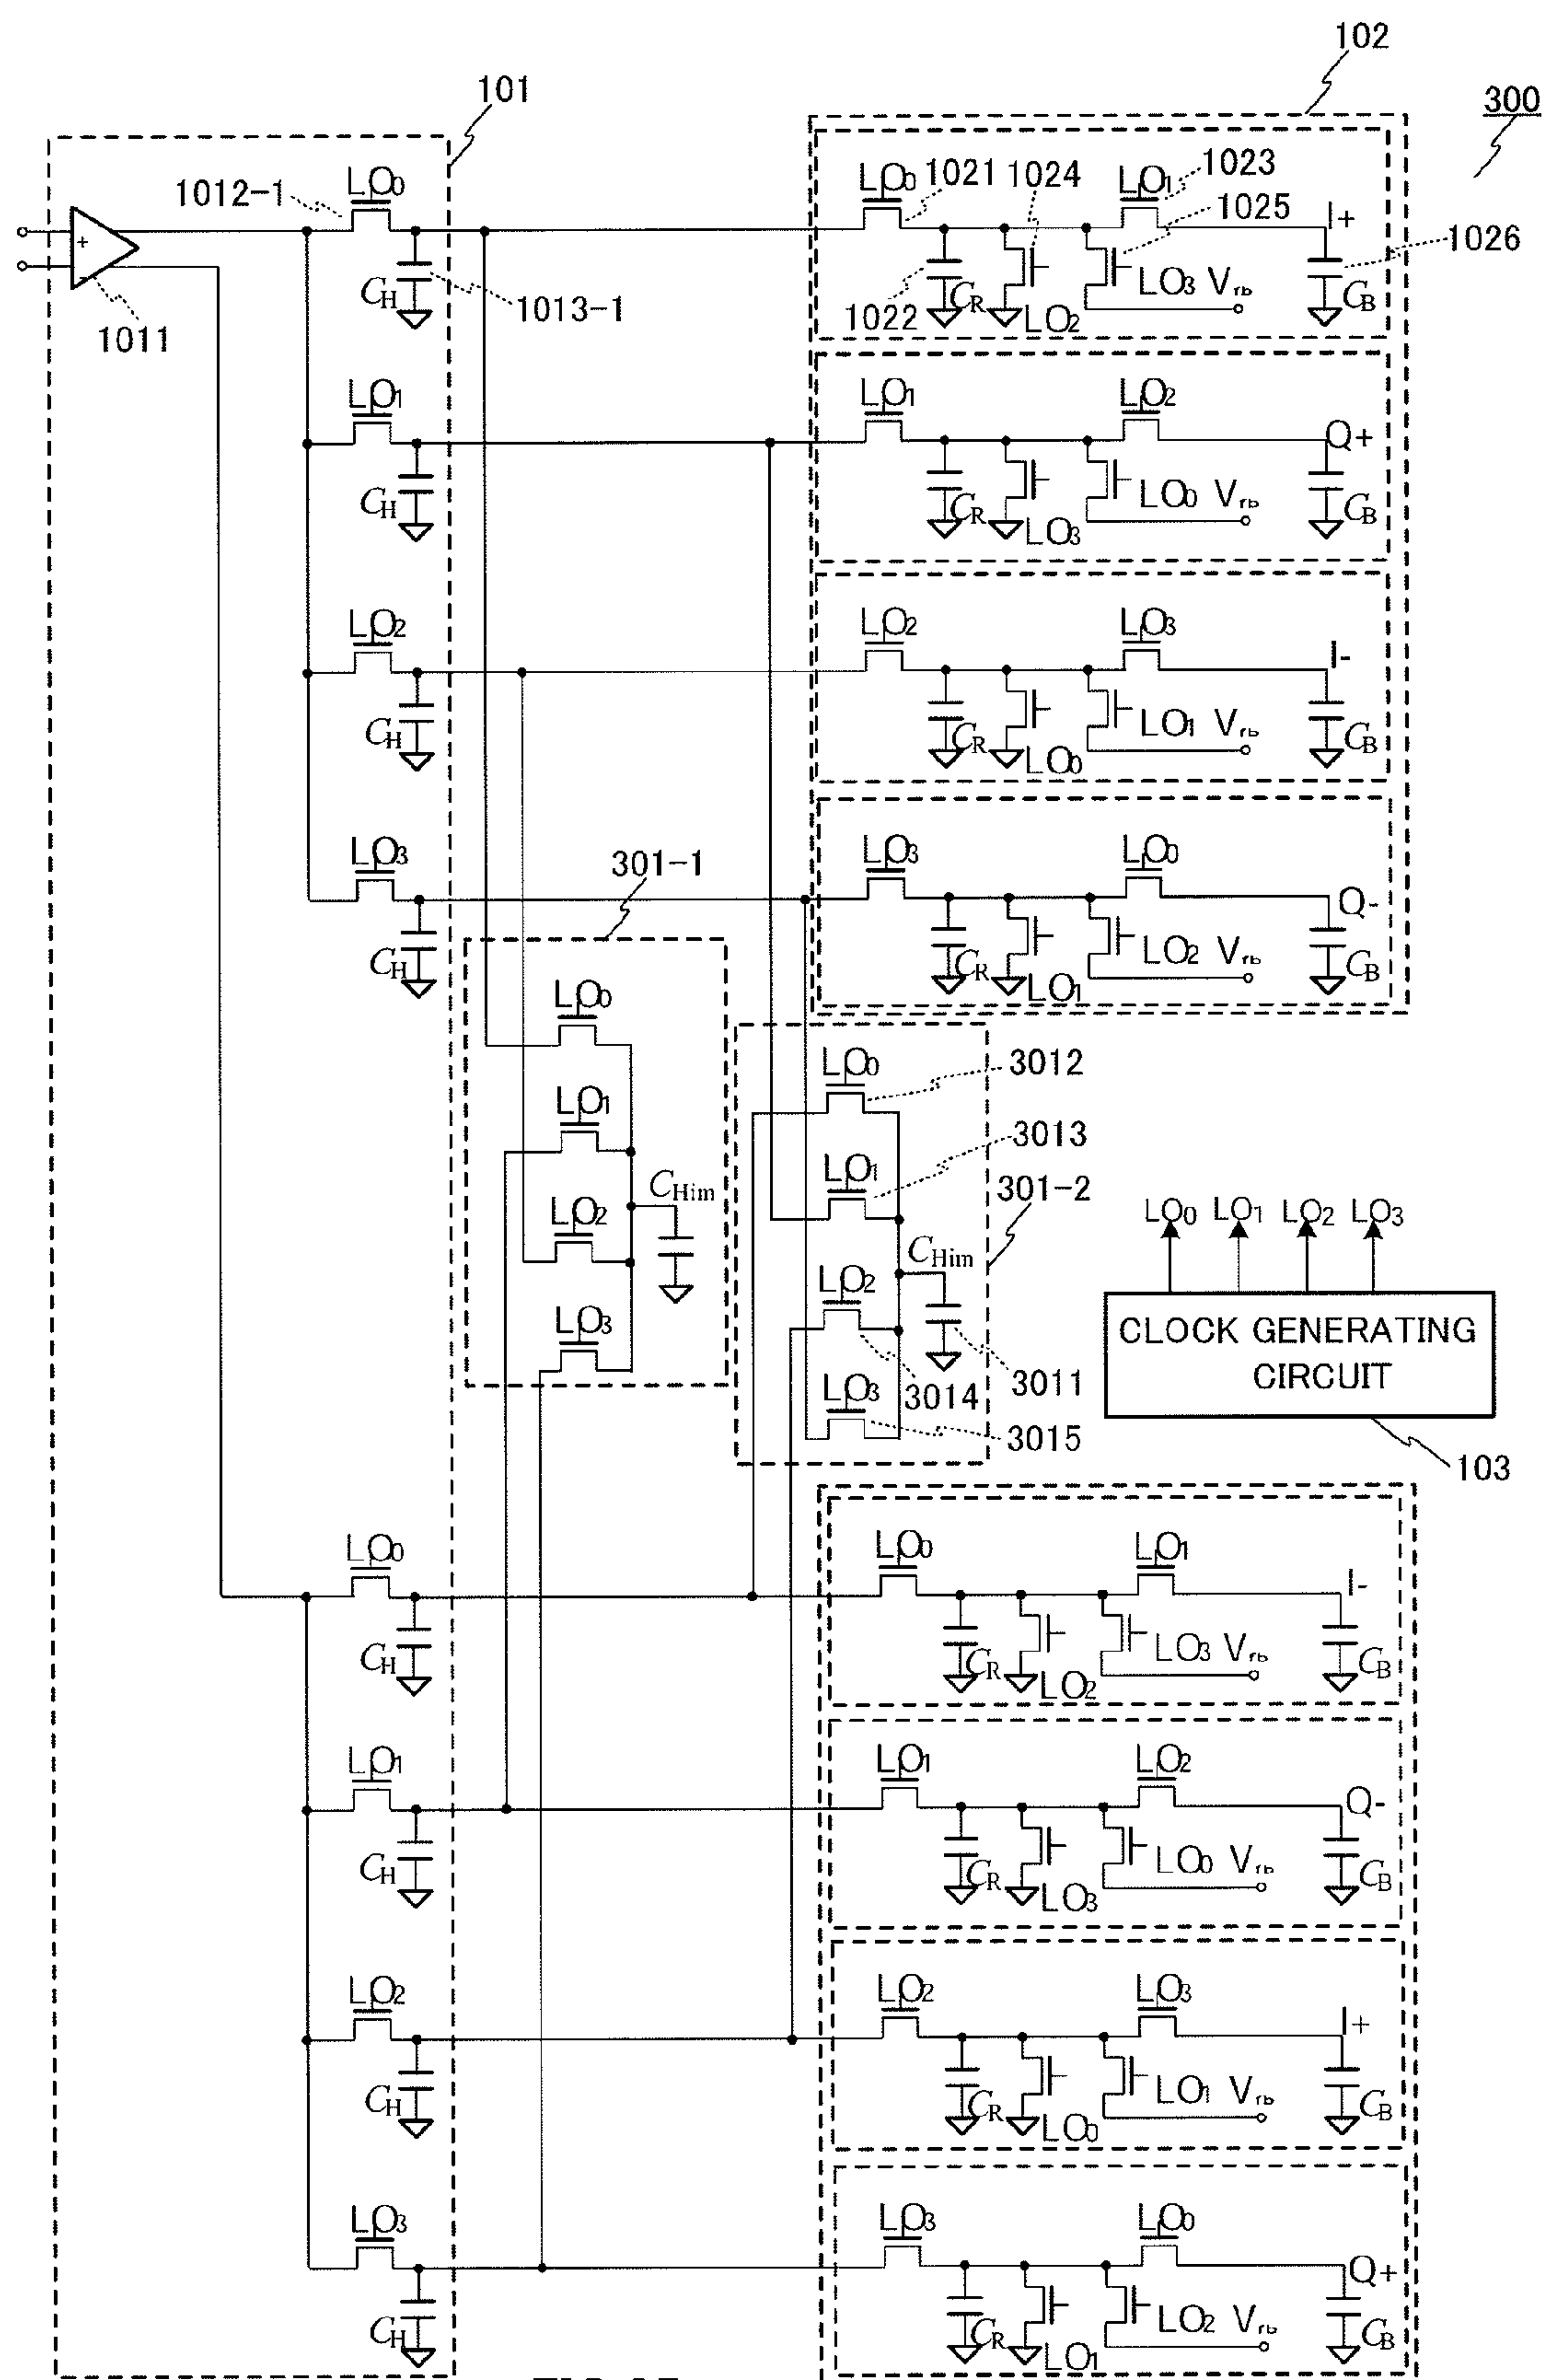 102
101
300
LO0
1012-1
LO0
1021
1024
LO1
1023
1025
I+
1026
+
-
1011
CH
1013-1
1022
CR
LO2
LO3 Vrb
CB
LO1
CH
LO1
LO2
Q+
CR
LO3
LO0 Vrb
CB
LO2
CH
LO2
LO3
I-
CR
LO0
LO1 Vrb
CB
LO3
CH
301-1
LO3
LO0
Q-
CR
LO1
LO2 Vrb
CB
LO0
LO1
CHim
LO2
LO3
LO0
3012
LO1
3013
301-2
CHim
LO2
3014
3011
LO3
3015
LO0 LO1 LO2 LO3
CLOCK GENERATING
CIRCUIT
103
LO0
CH
LO0
LO1
I-
CR
LO2
LO3 Vrb
CB
LO1
CH
LO1
LO2
Q-
CR
LO3
LO0 Vrb
CB
LO2
CH
LO2
LO3
I+
CR
LO0
LO1 Vrb
CB
LO3
CH
LO3
LO0
Q+
CR
LO1
LO2 Vrb
CB